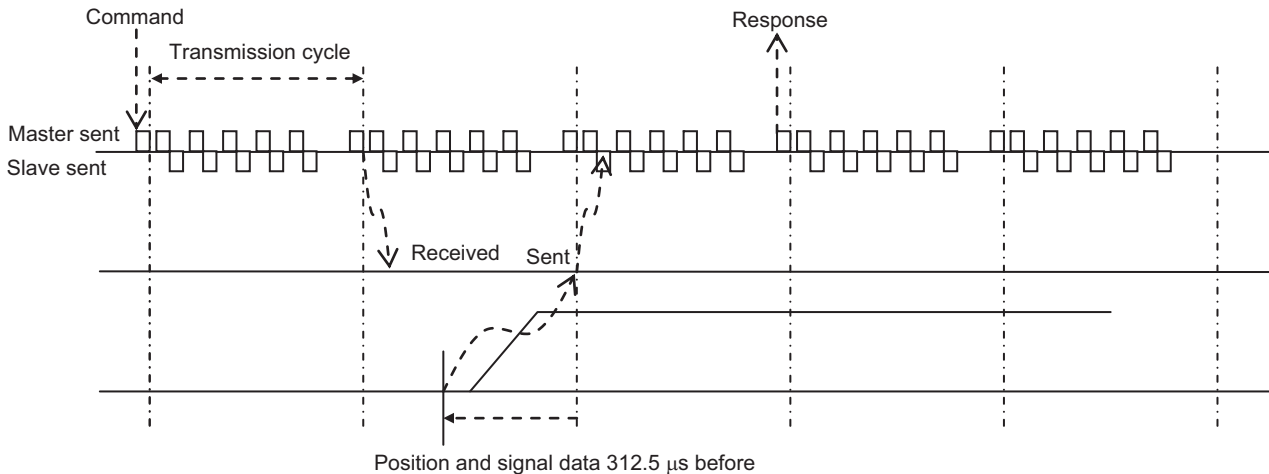 Command
Response
Transmission cycle
Master sent
Slave sent
Received
Sent
Position and signal data 312.5 μs before